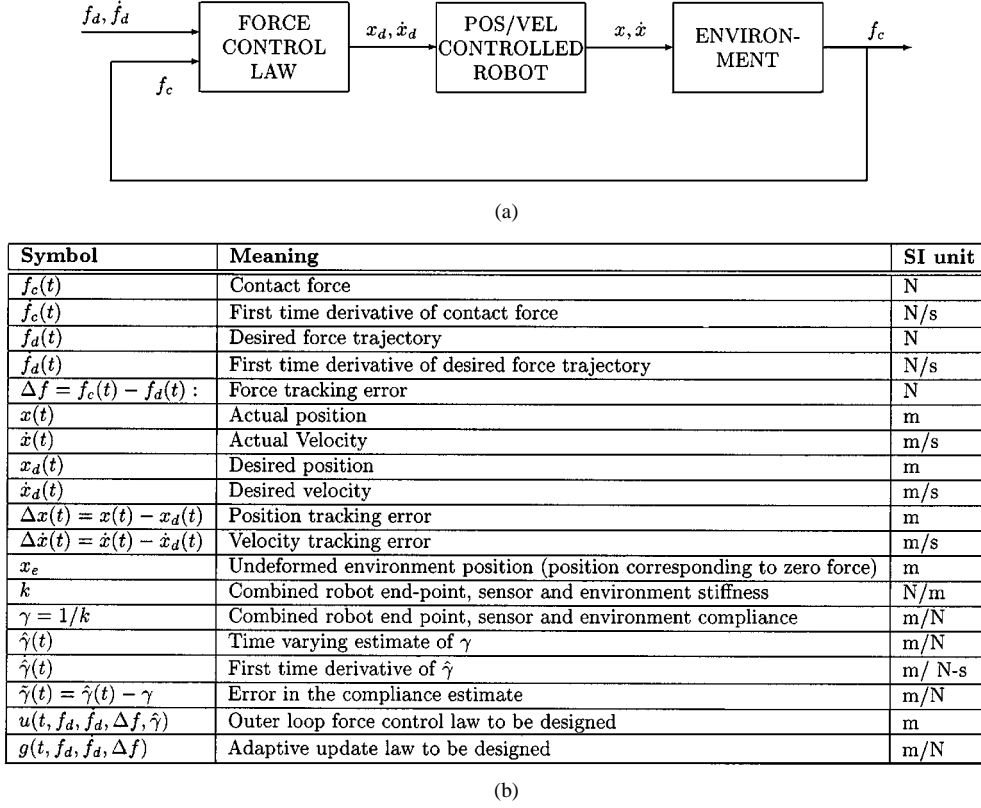 f_d, ḟ_d
FORCE
CONTROL
LAW
x_d, ẋ_d
POS/VEL
CONTROLLED
ROBOT
x, ẋ
ENVIRON-
MENT
f_c
f_c
(a)
Symbol Meaning SI unit
f_c(t) Contact force N
ḟ_c(t) First time derivative of contact force N/s
f_d(t) Desired force trajectory N
ḟ_d(t) First time derivative of desired force trajectory N/s
Δf = f_c(t) − f_d(t) : Force tracking error N
x(t) Actual position m
ẋ(t) Actual Velocity m/s
x_d(t) Desired position m
ẋ_d(t) Desired velocity m/s
Δx(t) = x(t) − x_d(t) Position tracking error m
Δẋ(t) = ẋ(t) − ẋ_d(t) Velocity tracking error m/s
x_e Undeformed environment position (position corresponding to zero force) m
k Combined robot end-point, sensor and environment stiffness N/m
γ = 1/k Combined robot end point, sensor and environment compliance m/N
γ̂(t) Time varying estimate of γ m/N
γ̂̇(t) First time derivative of γ̂ m/ N-s
γ̃(t) = γ̂(t) − γ Error in the compliance estimate m/N
u(t, f_d, ḟ_d, Δf, γ̂) Outer loop force control law to be designed m
g(t, f_d, ḟ_d, Δf) Adaptive update law to be designed m/N
(b)